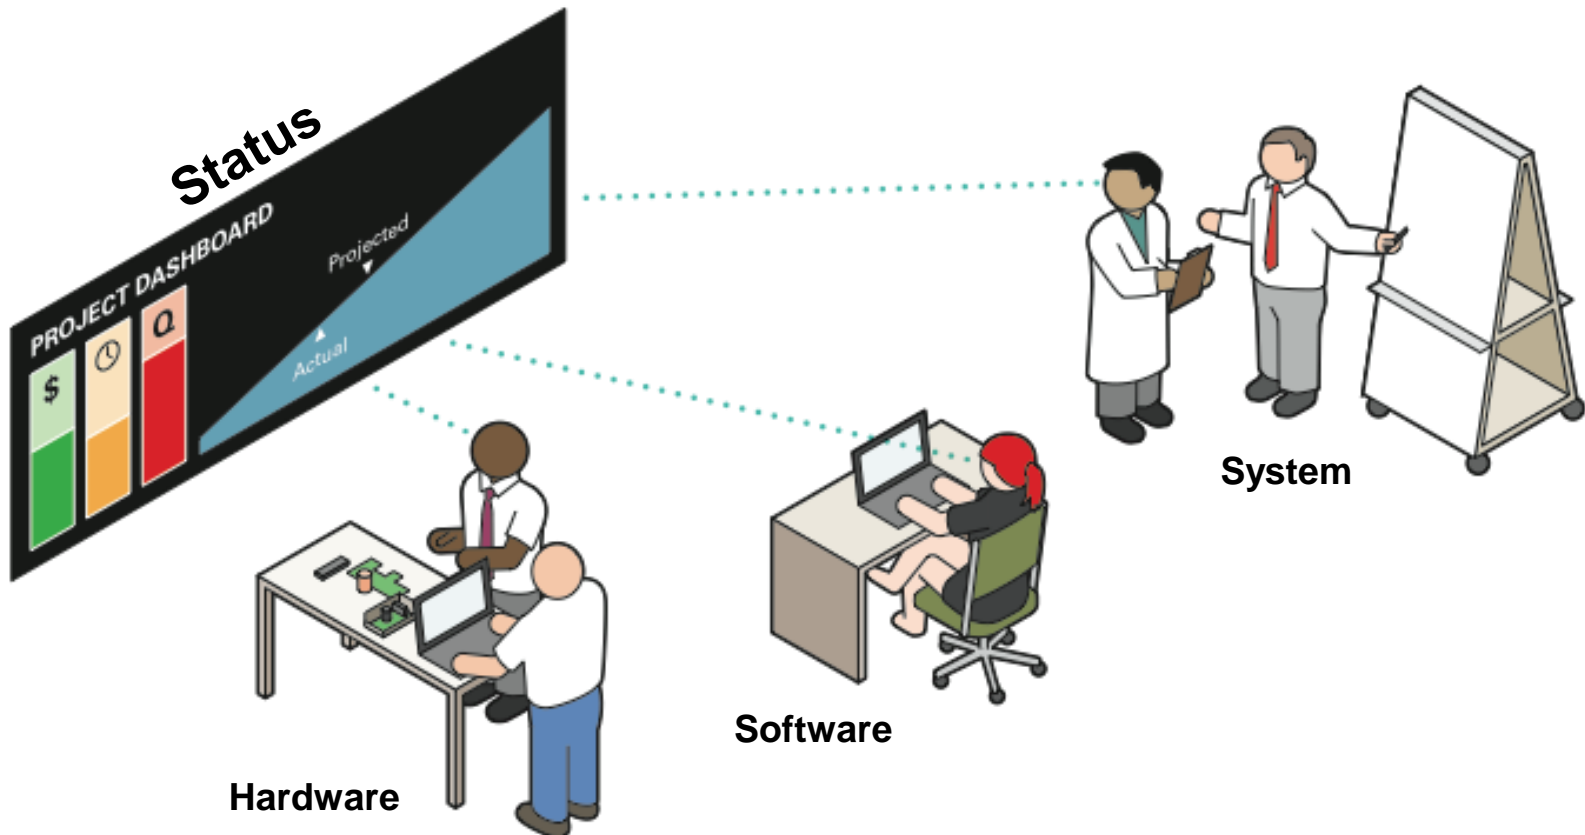 Status
PROJECT DASHBOARD
$
Q
Projected
Actual
System
Software
Hardware